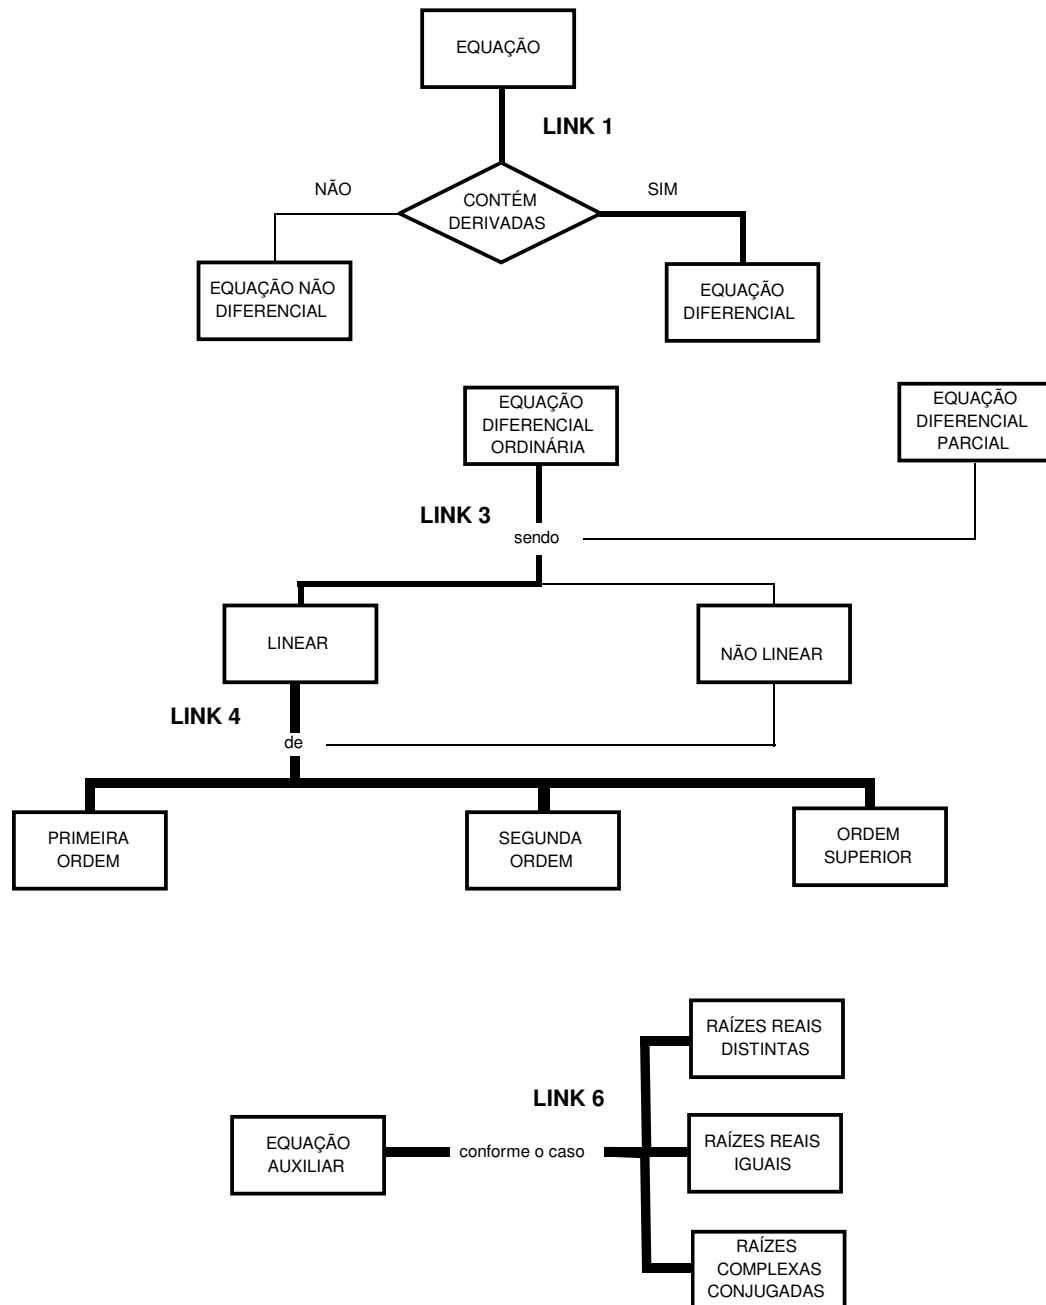 EQUAÇÃO
LINK 1
NÃO
SIM
CONTÉM
DERIVADAS
EQUAÇÃO NÃO
DIFERENCIAL
EQUAÇÃO
DIFERENCIAL
EQUAÇÃO
DIFERENCIAL
ORDINÁRIA
EQUAÇÃO
DIFERENCIAL
PARCIAL
LINK 3
sendo
LINEAR
NÃO LINEAR
LINK 4
de
PRIMEIRA
ORDEM
SEGUNDA
ORDEM
ORDEM
SUPERIOR
RAÍZES REAIS
DISTINTAS
LINK 6
EQUAÇÃO
AUXILIAR
conforme o caso
RAÍZES REAIS
IGUAIS
RAÍZES
COMPLEXAS
CONJUGADAS